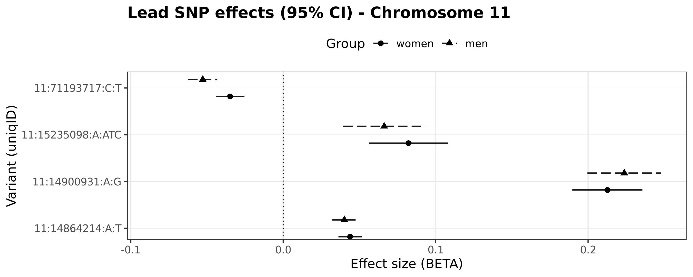 Lead SNP effects (95% CI) - Chromosome 11
Group women men
Variant (uniqID)
11:71193717:C:T
11:15235098:A:ATC
11:14900931:A:G
11:14864214:A:T
-0.1 0.0 0.1 0.2
Effect size (BETA)